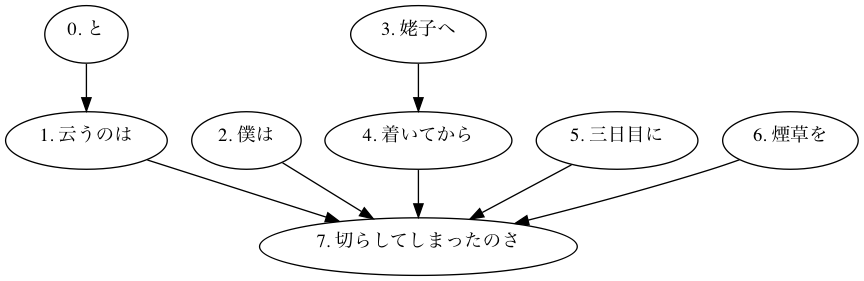 0. と
1. 云うのは
2. 僕は
3. 姥子へ
4. 着いてから
5. 三日目に
6. 煙草を
7. 切らしてしまったのさ